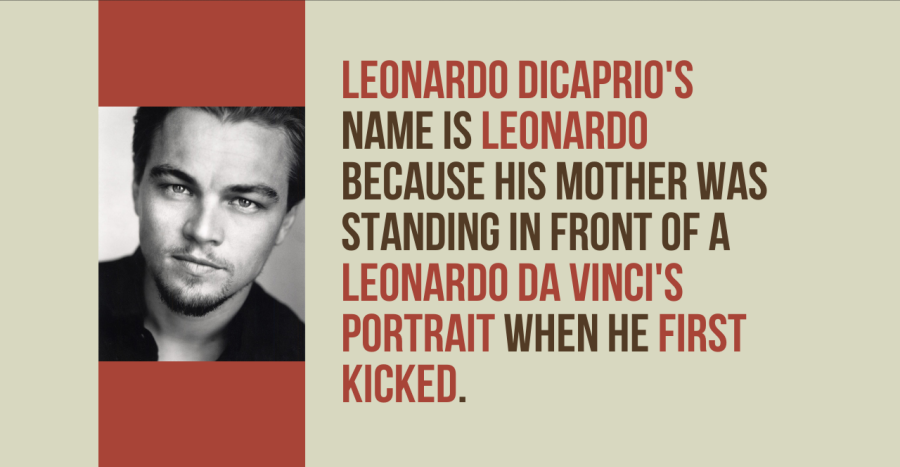 LEONARDO DICAPRIO'S
NAME IS LEONARDO
BECAUSE HIS MOTHER WAS
STANDING IN FRONT OF A
LEONARDO DA VINCI'S
PORTRAIT WHEN HE FIRST
KICKED.